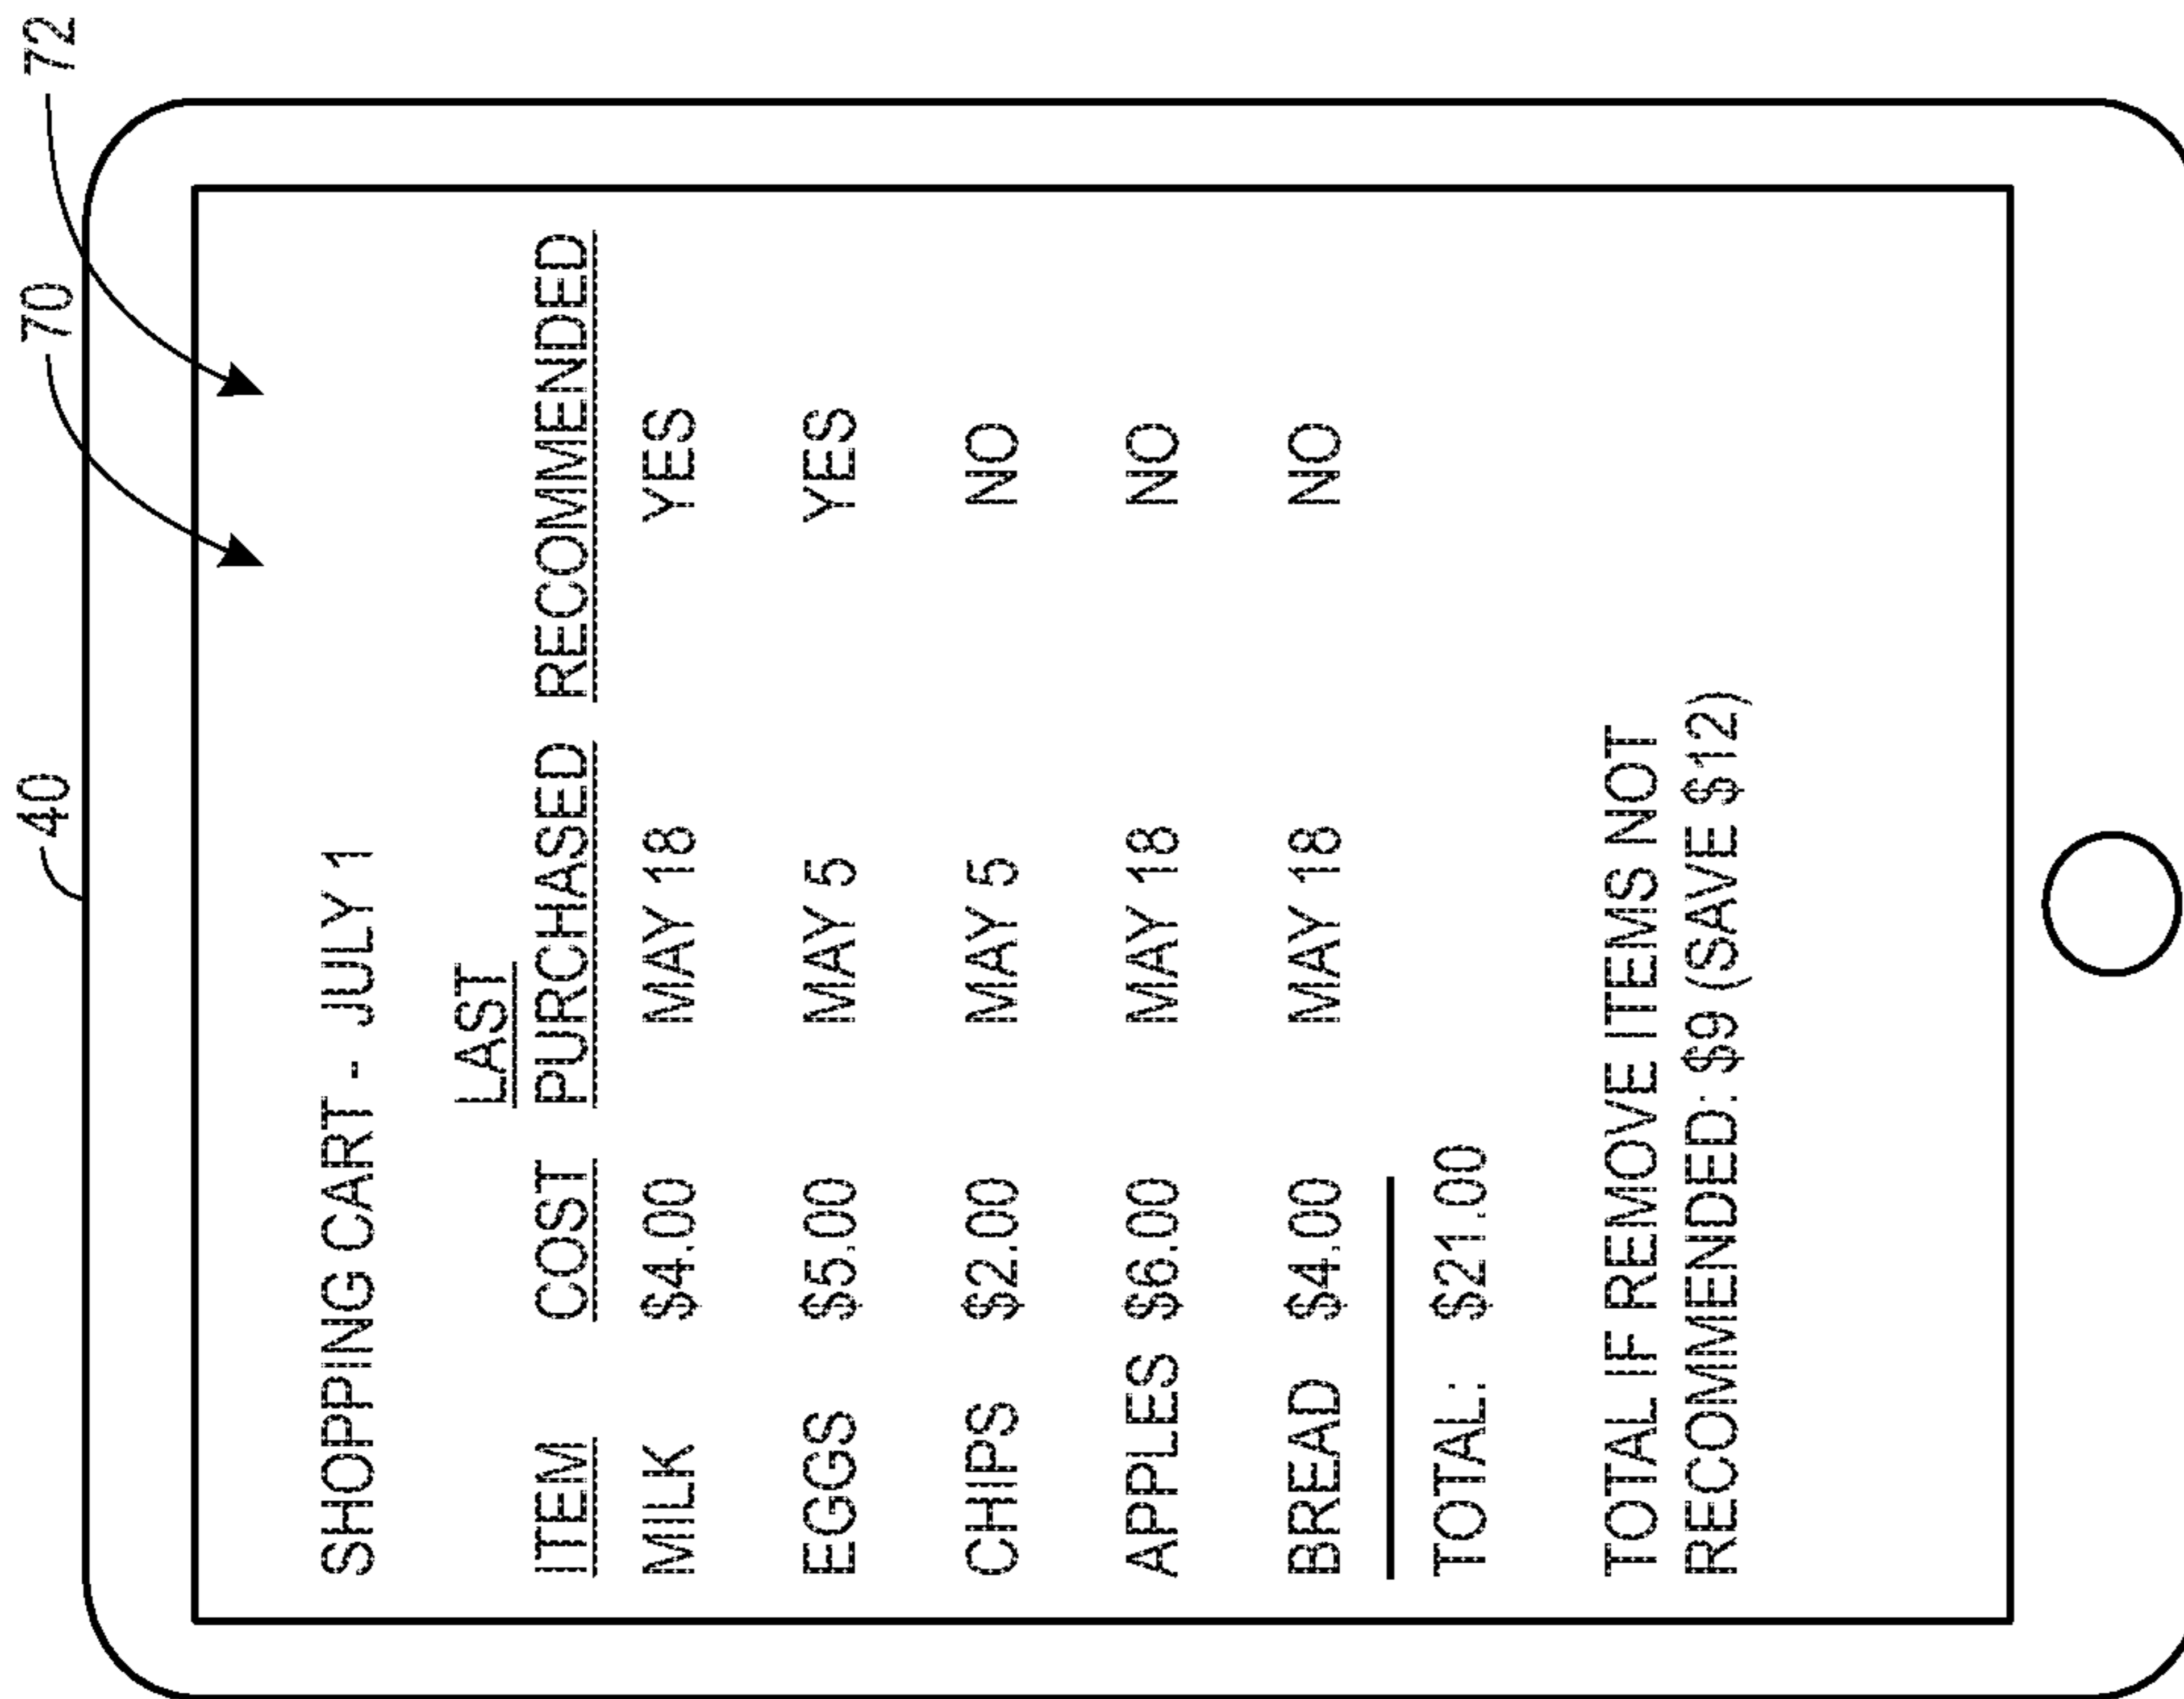 40
70
72
SHOPPING CART - JULY 1
LAST
ITEM COST PURCHASED RECOMMENDED
MILK $4.00 MAY 18 YES
EGGS $5.00 MAY 5 YES
CHIPS $2.00 MAY 5 NO
APPLES $6.00 MAY 18 NO
BREAD $4.00 MAY 18 NO
TOTAL: $21.00
TOTAL IF REMOVE ITEMS NOT
RECOMMENDED: $9 (SAVE $12)